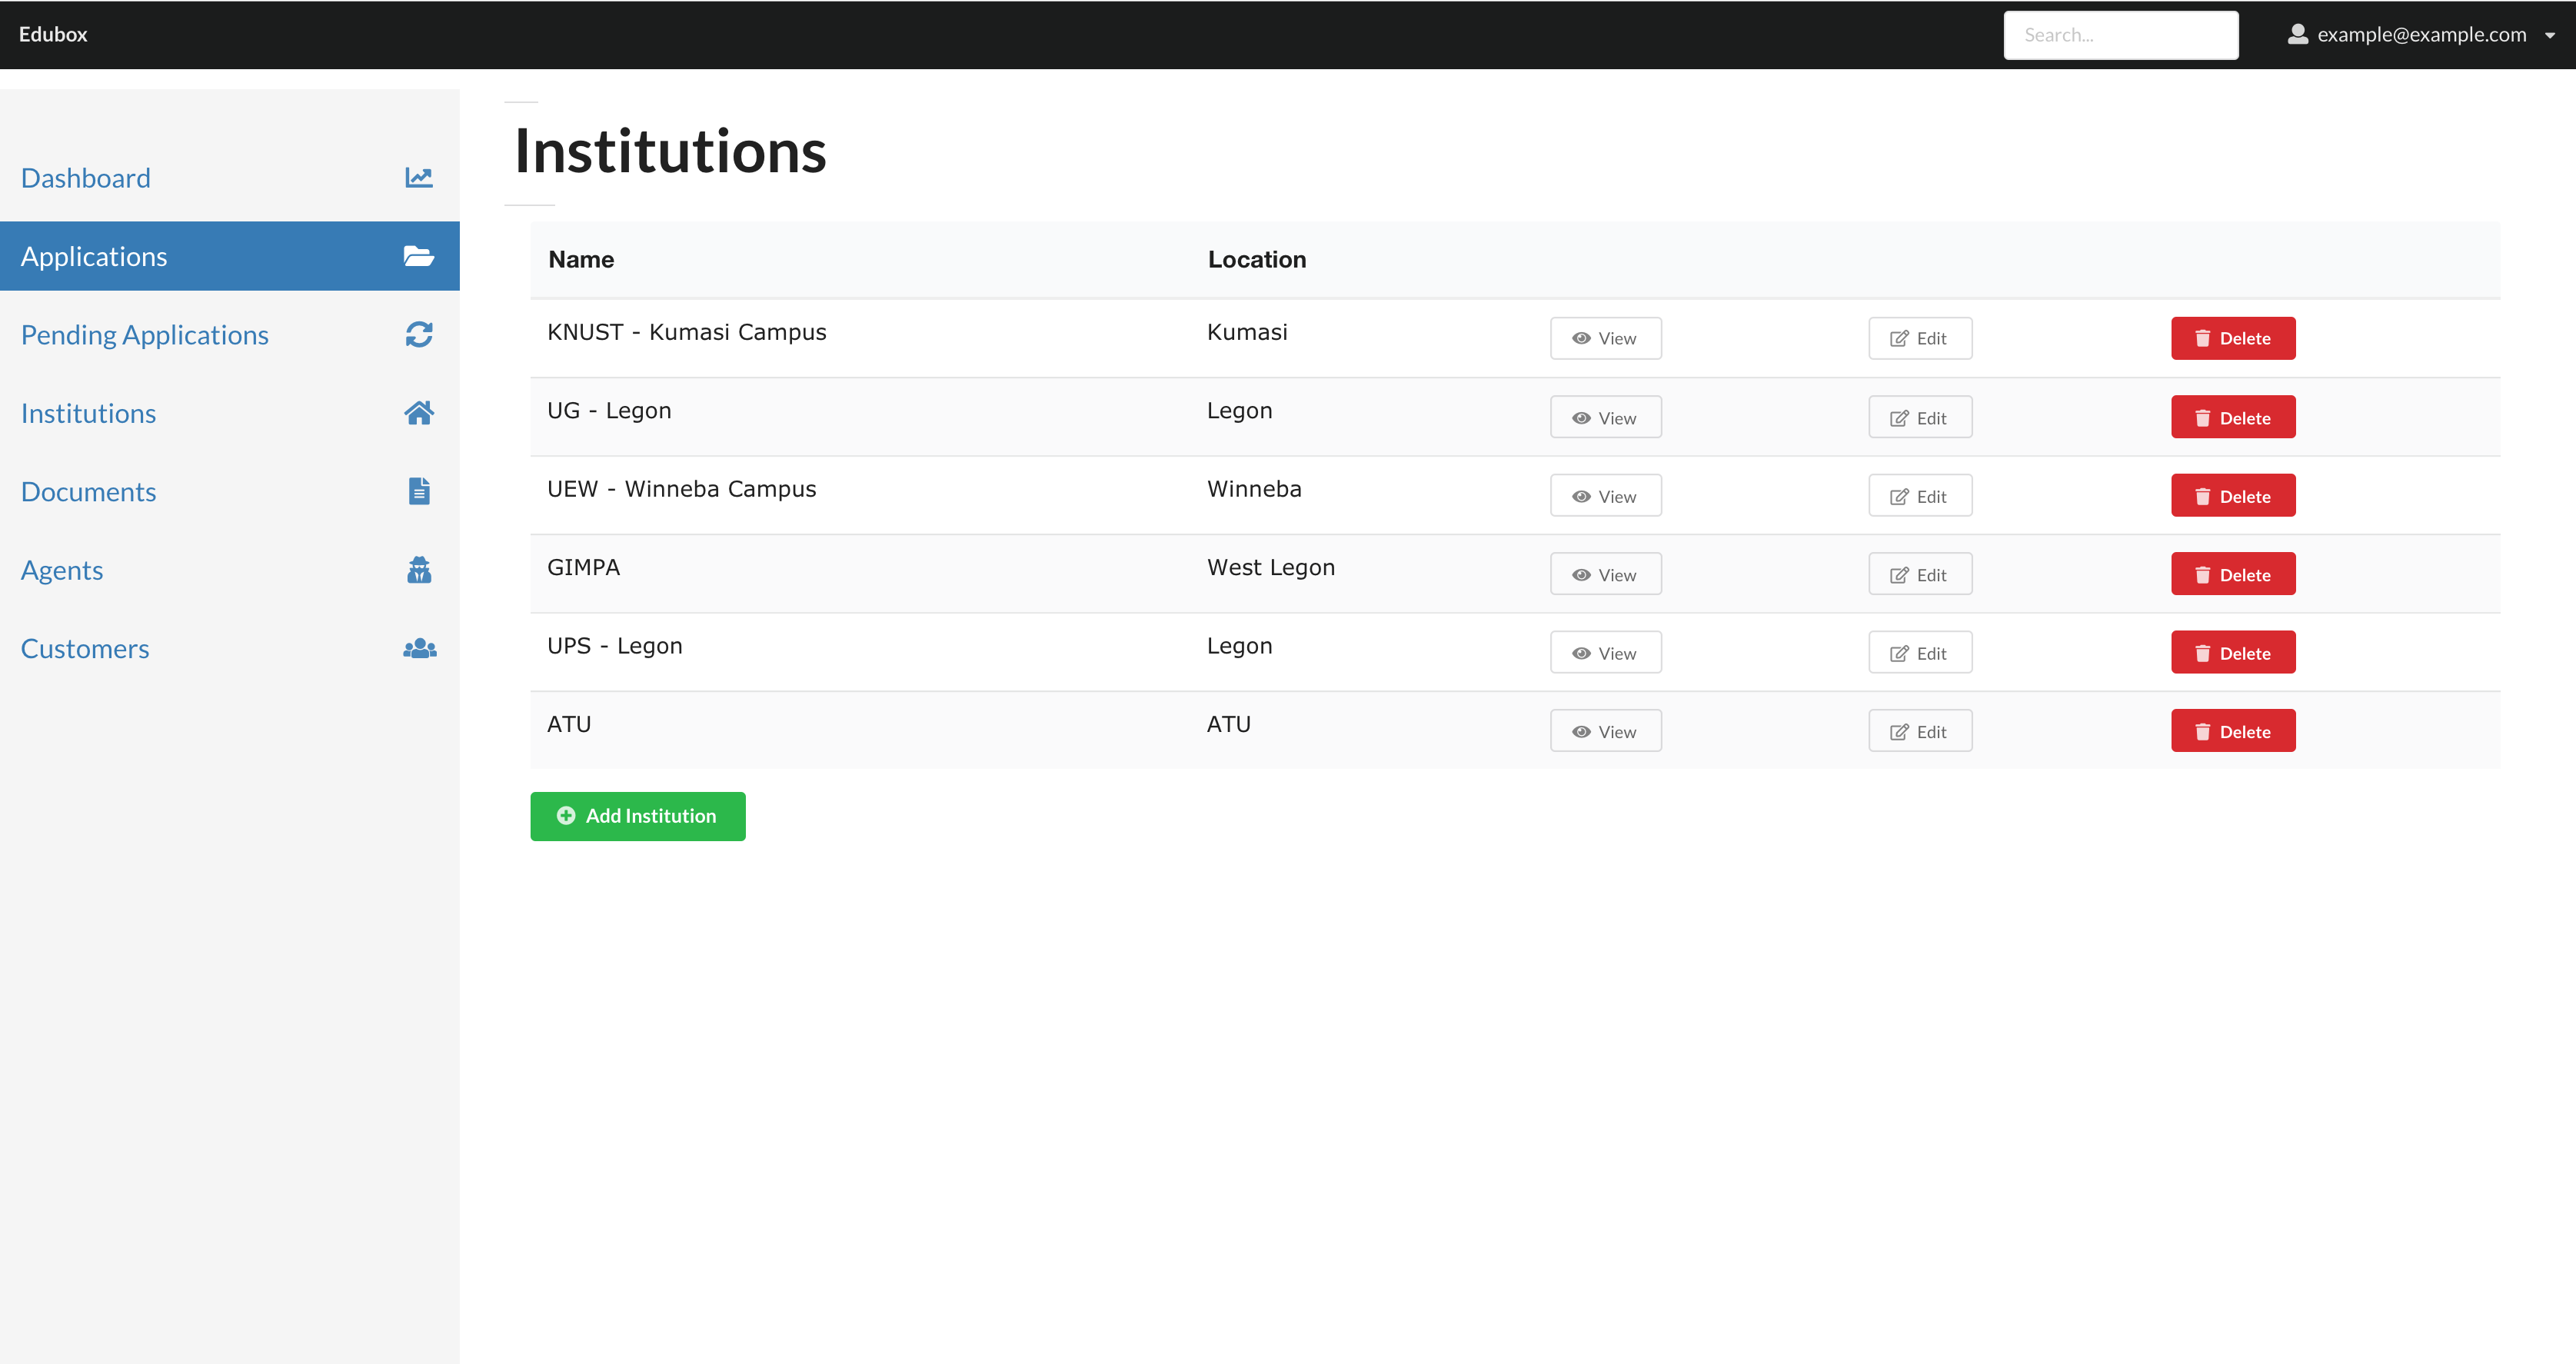 Edubox
Search...
example@example.com
Dashboard
Applications
Pending Applications
Institutions
Documents
Agents
Customers
Institutions
Name Location
KNUST - Kumasi Campus Kumasi View Edit Delete
UG - Legon Legon View Edit Delete
UEW - Winneba Campus Winneba View Edit Delete
GIMPA West Legon View Edit Delete
UPS - Legon Legon View Edit Delete
ATU ATU View Edit Delete
Add Institution